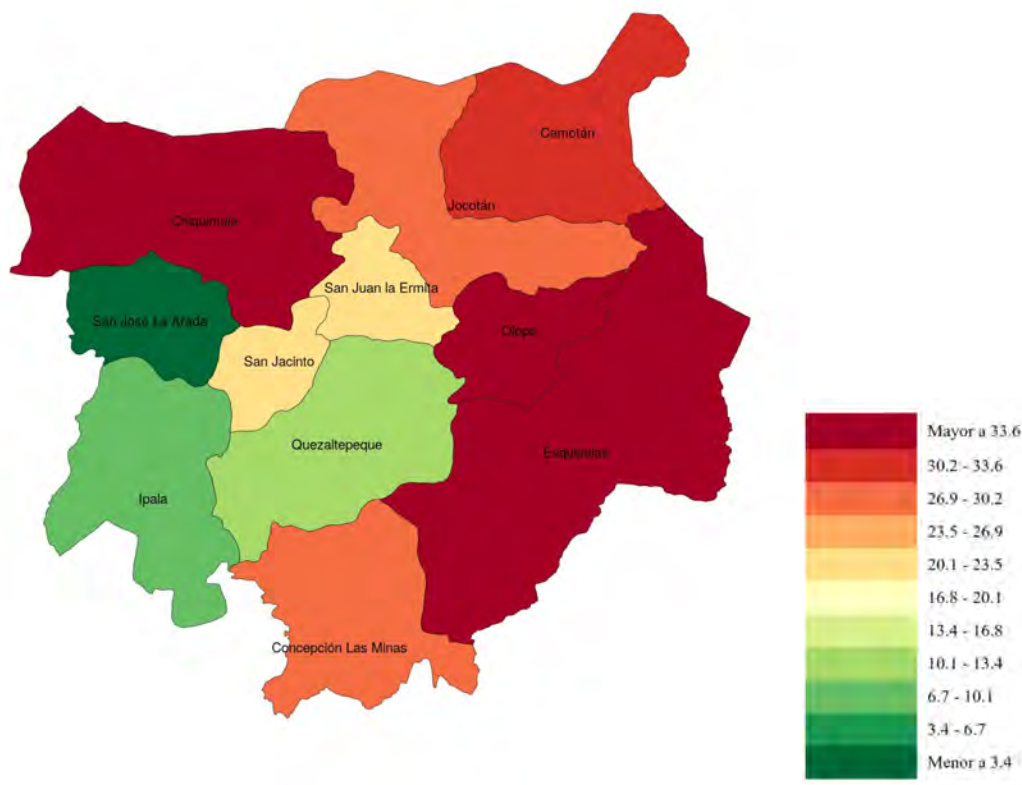 Camotán
Jocotán
Chiquimula
San Juan la Ermita
San José La Arada
Olopa
San Jacinto
Quezaltepeque
Esquipulas
Ipala
Concepción Las Minas
Mayor a 33.6
30.2 - 33.6
26.9 - 30.2
23.5 - 26.9
20.1 - 23.5
16.8 - 20.1
13.4 - 16.8
10.1 - 13.4
6.7 - 10.1
3.4 - 6.7
Menor a 3.4